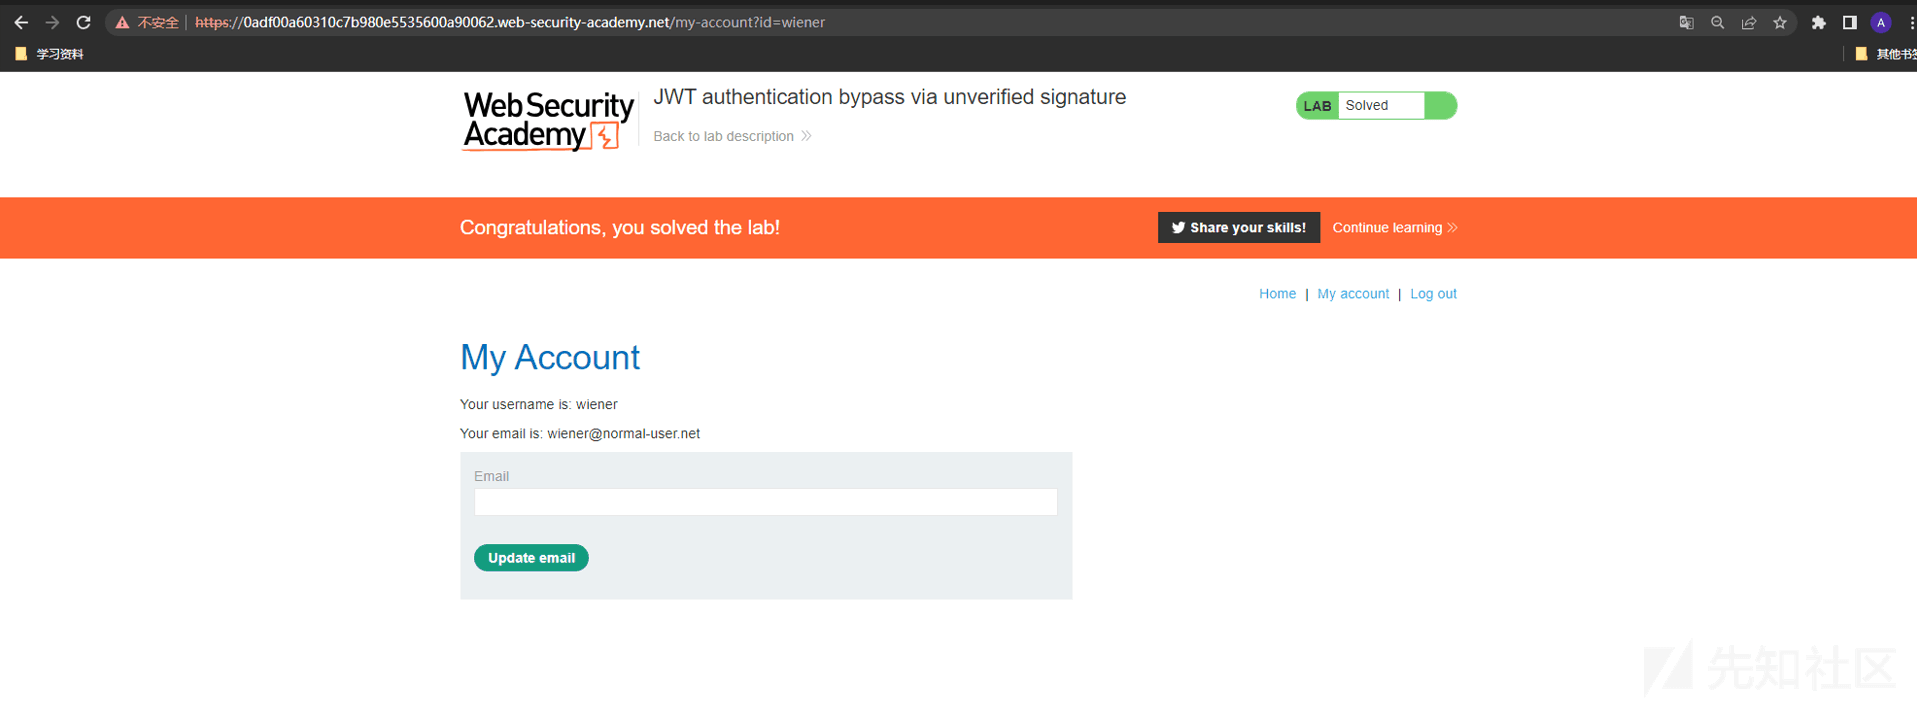 不安全 https://0adf00a60310c7b980e5535600a90062.web-security-academy.net/my-account?id=wiener A
学习资料 其他书签
Web Security
Academy
JWT authentication bypass via unverified signature
Back to lab description
LAB Solved
Congratulations, you solved the lab!
Share your skills! Continue learning
Home | My account | Log out
My Account
Your username is: wiener
Your email is: wiener@normal-user.net
Email
Update email
先知社区